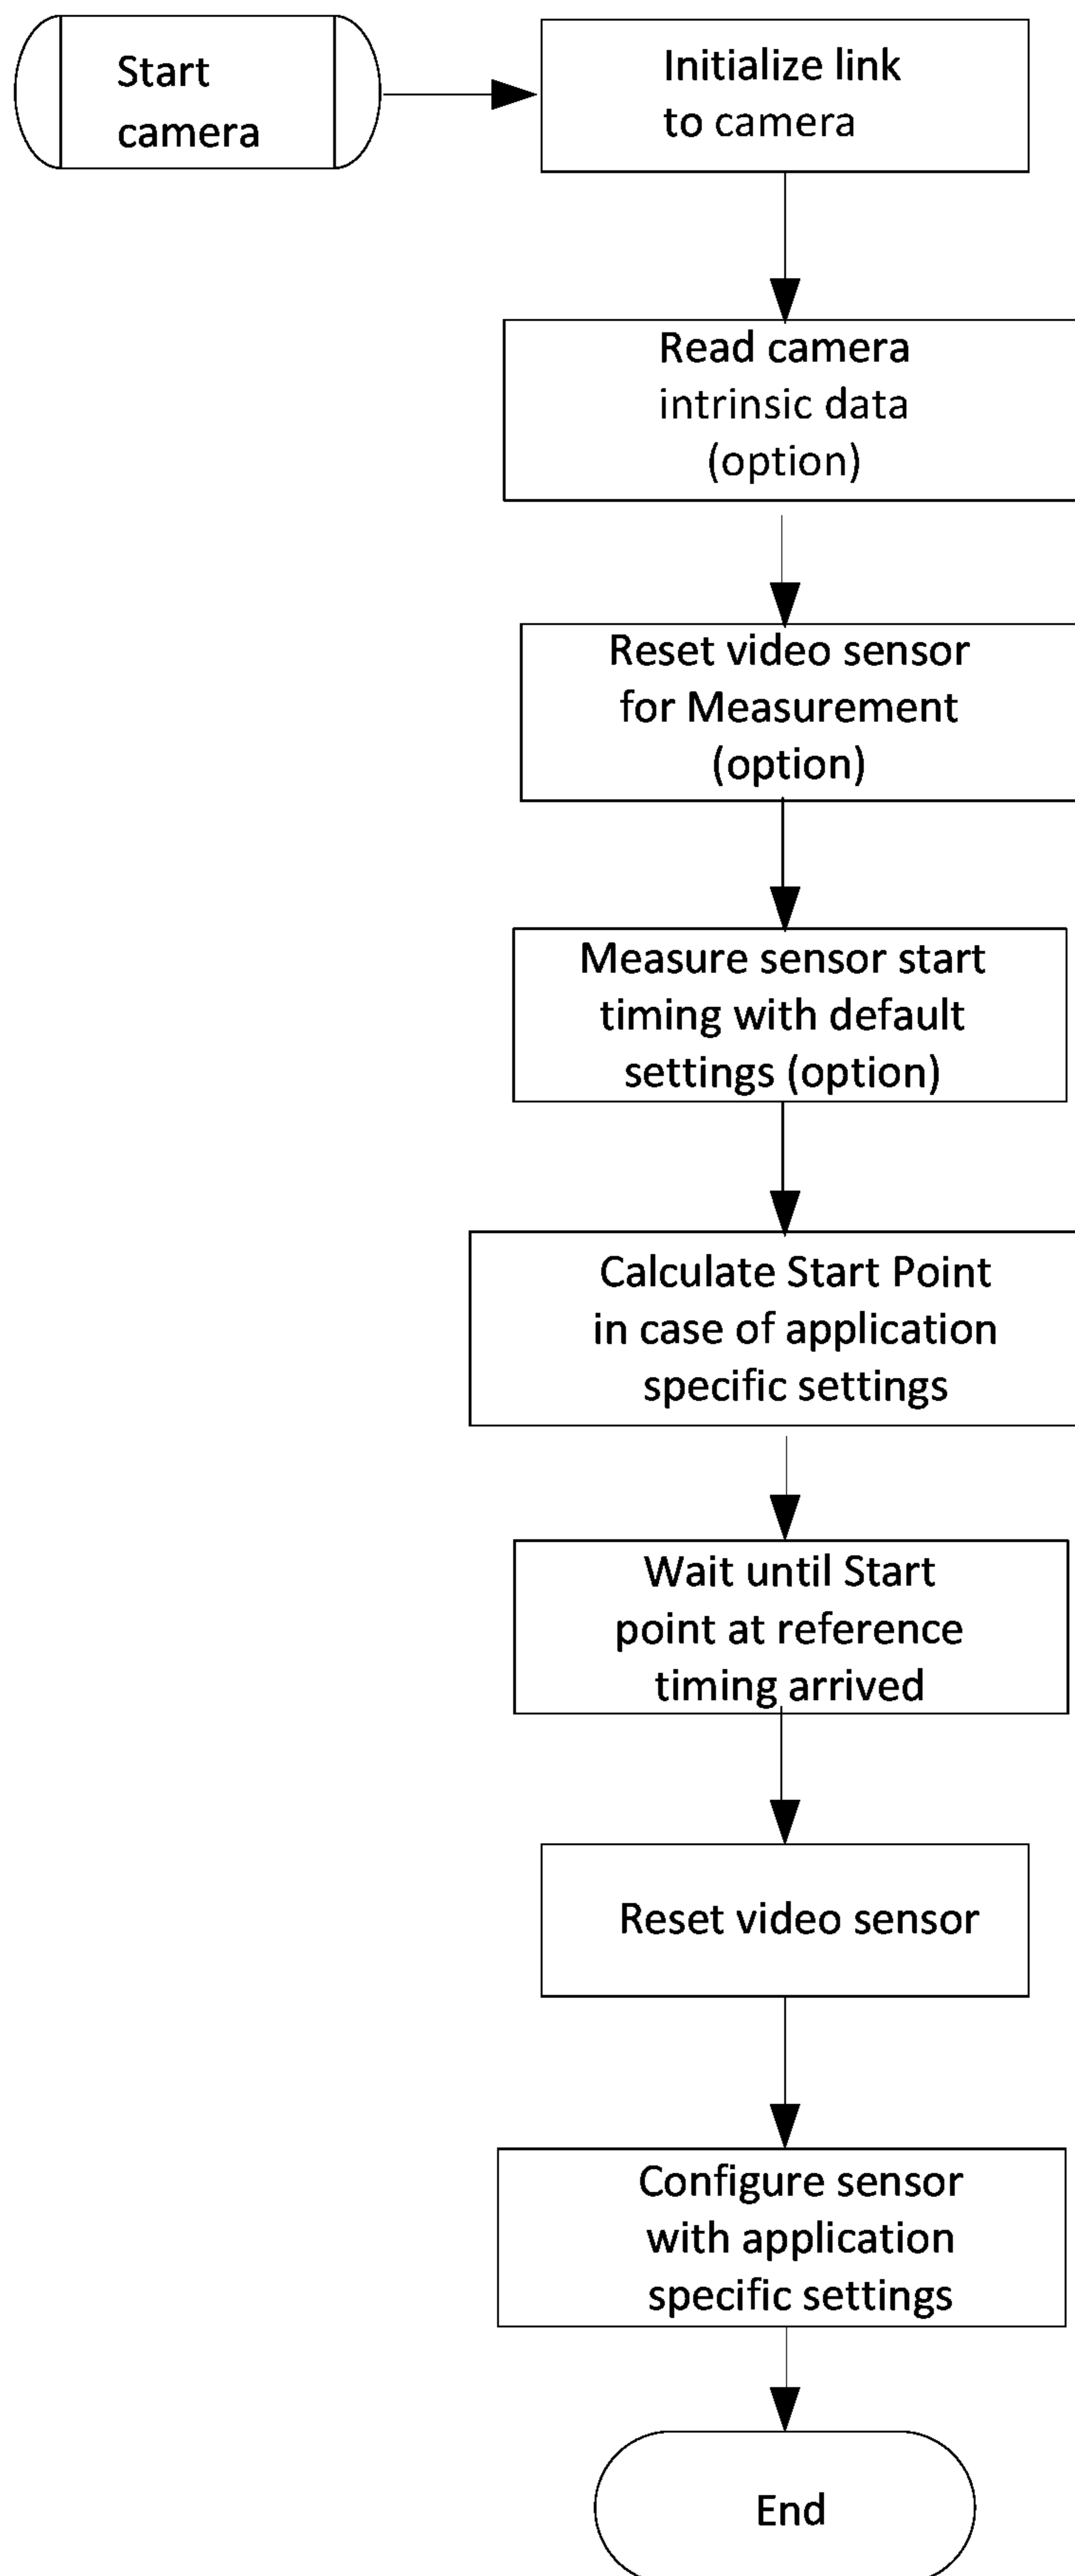 Start
camera
Initialize link
to camera
Read camera
intrinsic data
(option)
Reset video sensor
for Measurement
(option)
Measure sensor start
timing with default
settings (option)
Calculate Start Point
in case of application
specific settings
Wait until Start
point at reference
timing arrived
Reset video sensor
Configure sensor
with application
specific settings
End